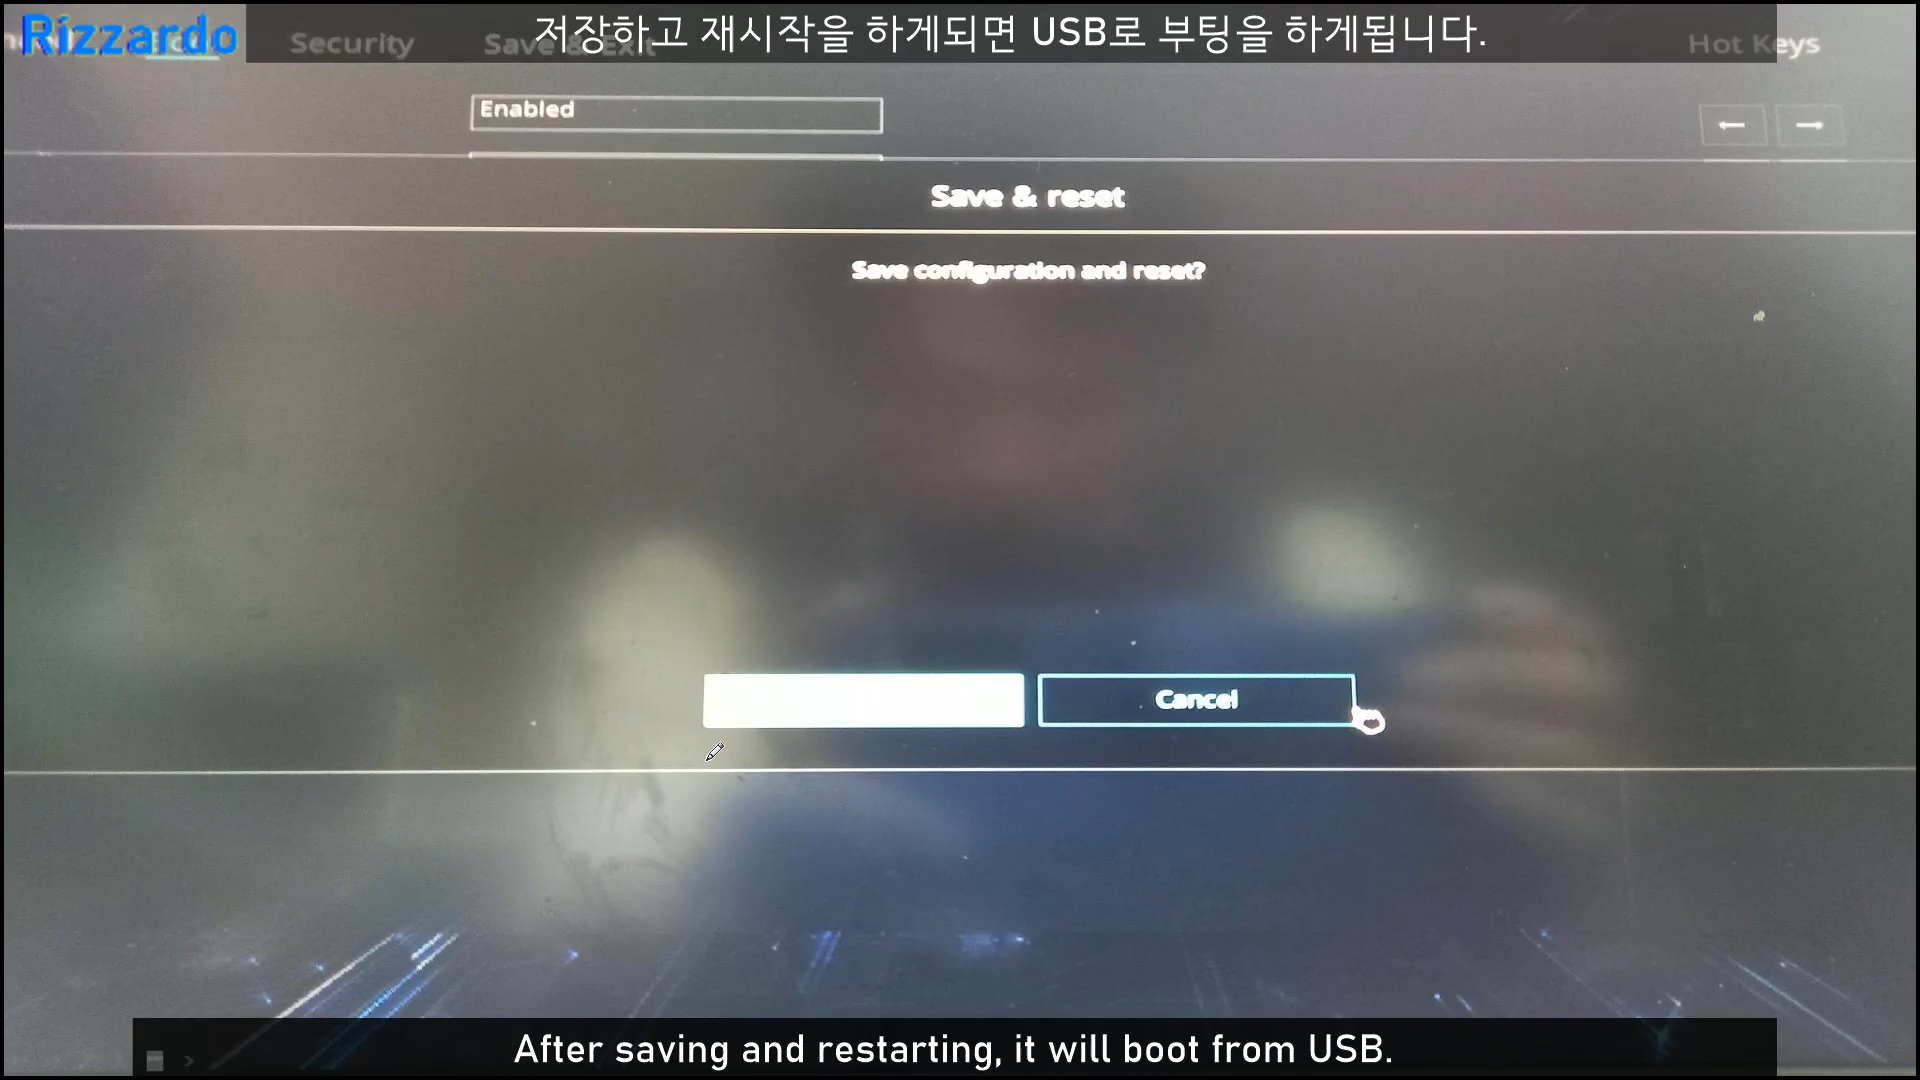 Rizzardo
저장하고 재시작을 하게되면 USB로 부팅을 하게됩니다.
Security
Save & Exit
Hot Keys
Enabled
Save & reset
Save configuration and reset?
Cancel
After saving and restarting, it will boot from USB.